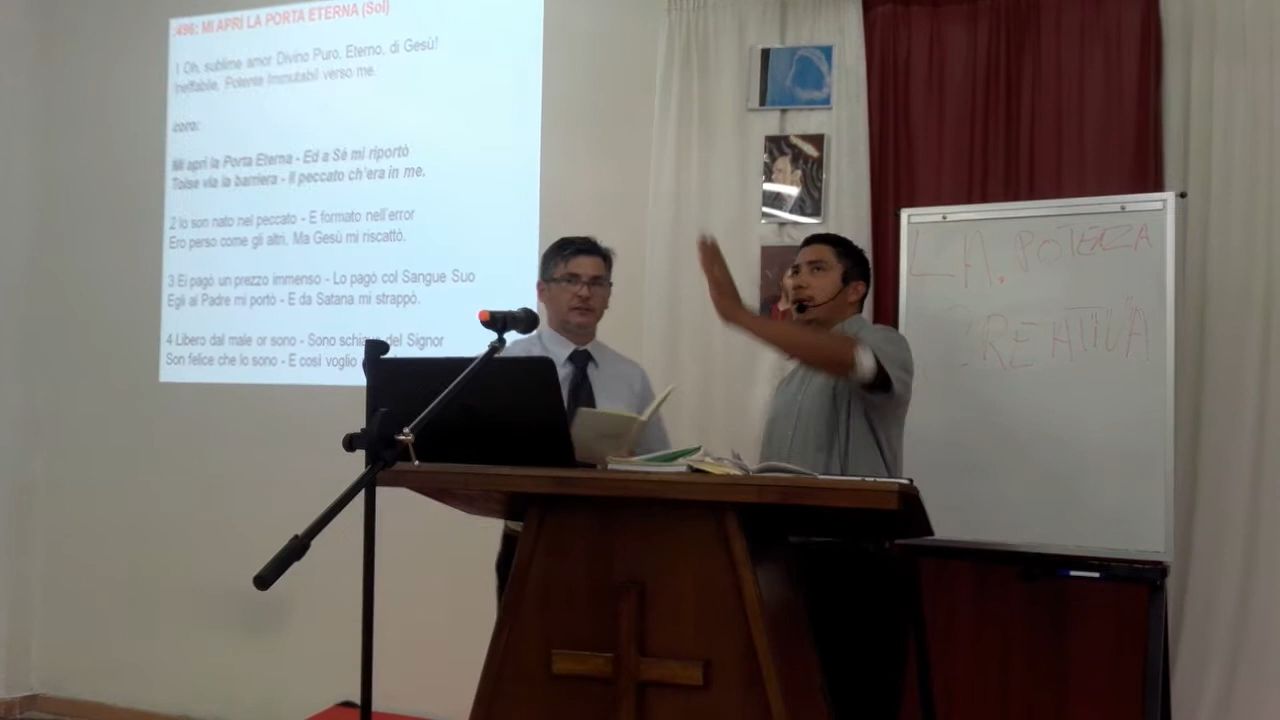 .496: MI APRÍ LA PORTA ETERNA (Sol)
1 Oh, sublime amor Divino Puro, Eterno, di Gesù!
Ineffabile, Potente Immutabil verso me.
coro:
Mi aprì la Porta Eterna - Ed a Sé mi riportò
Tolse via la barriera - Il peccato ch'era in me.
2 Io son nato nel peccato - E formato nell'error
Ero perso come gli altri, Ma Gesù mi riscattò.
3 Ei pagò un prezzo immenso - Lo pagò col Sangue Suo
Egli al Padre mi portò - E da Satana mi strappò.
4 Libero dal male or sono - Sono del Signor
Son felice che lo sono - E così voglio
LA. POTEZA
CREATIVA